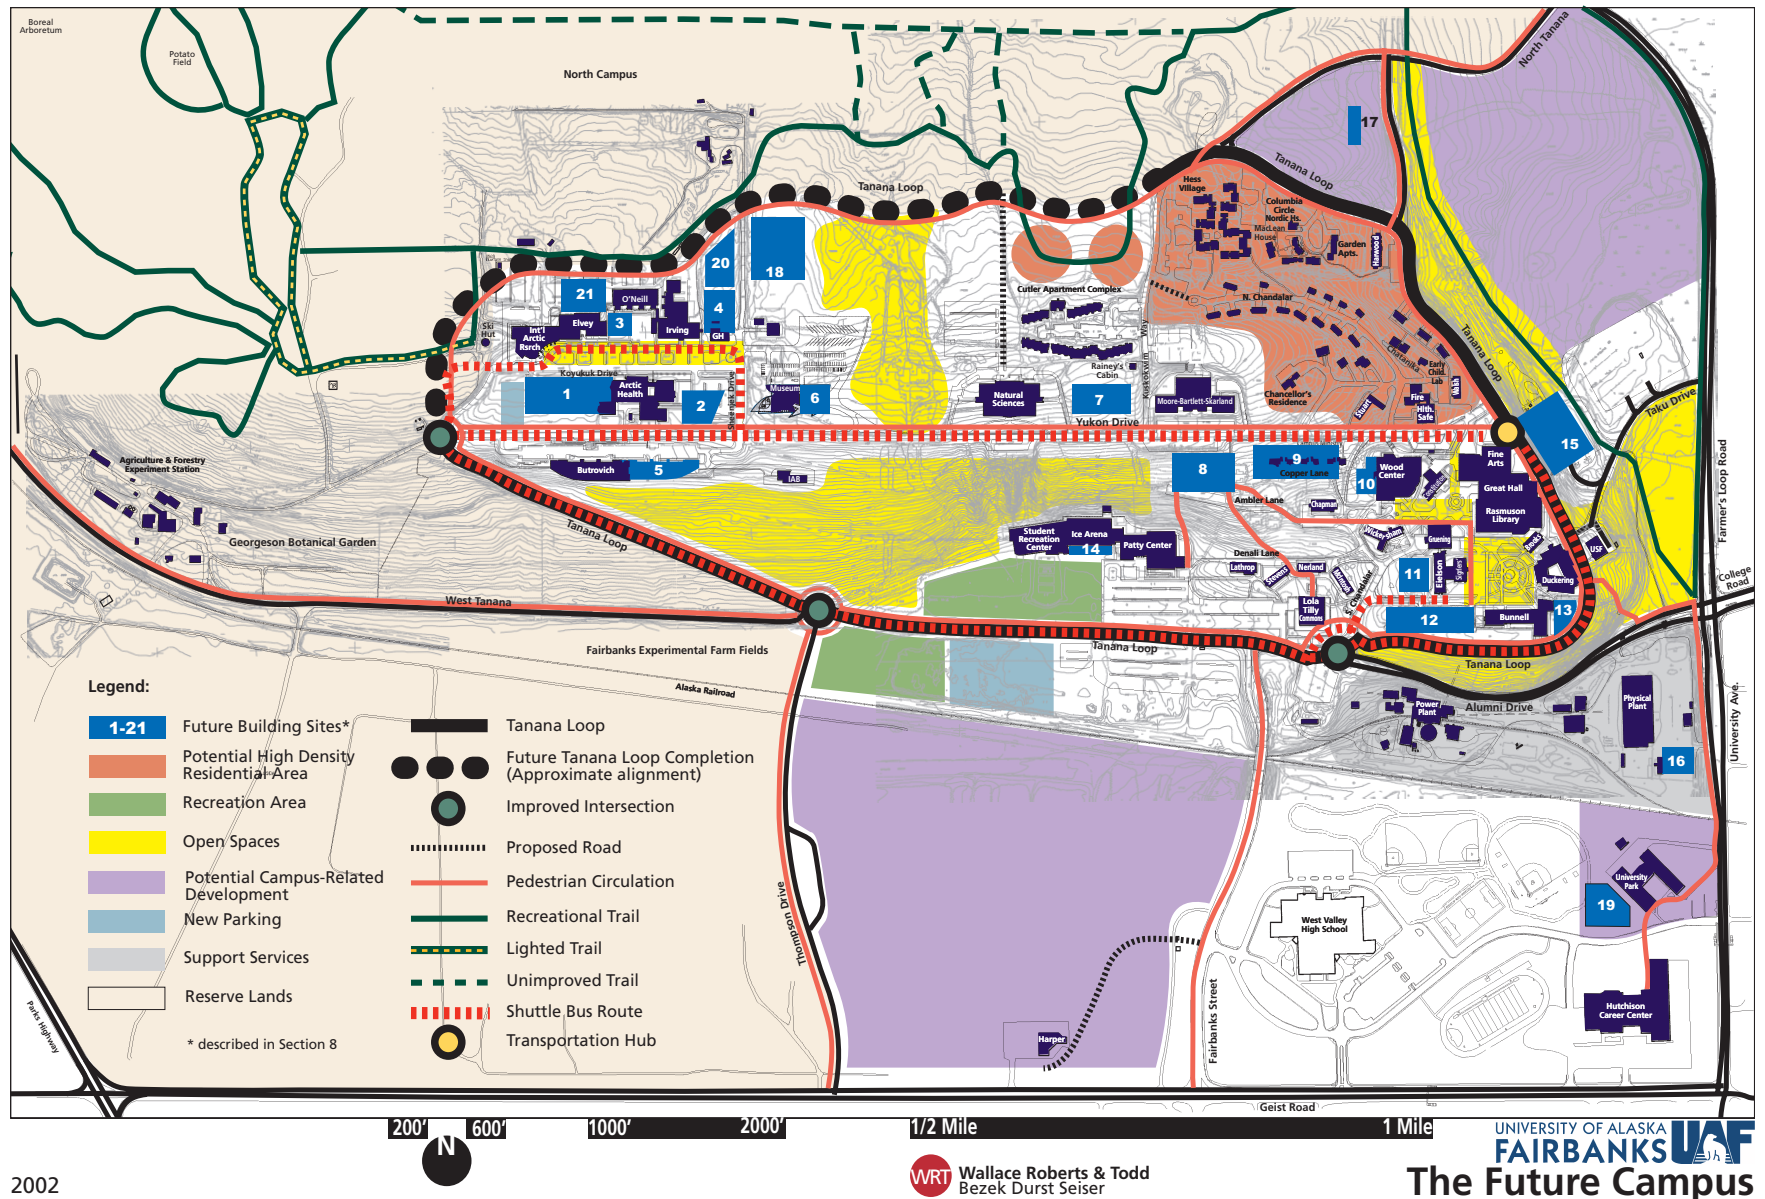 Boreal
Arboretum
Potato
Field
North Campus
North Tanana
17
Tanana Loop
Tanana Loop
Hess
Village
Columbia
Circle
Nordic Hs.
MacLean
House
Garden
Apts.
Harwood
20
18
21
O'Neill
4
Elvey
3
Irving
GH
Int'l
Arctic
Rsrch.
Ski
Hut
Cutler Apartment Complex
N. Chandalar
Tanana Loop
Kuskokwim Way
Rainey's
Cabin
Chatanika
Early
Child.
Lab
Walsh
Koyukuk Drive
1
Arctic
Health
2
Sheenjek Drive
Museum
6
Natural
Sciences
7
Moore-Bartlett-Skarland
Chancellor's
Residence
Stuart
Fire
Hlth.
Safe
Taku Drive
Yukon Drive
15
Farmer's Loop Road
Agriculture & Forestry
Experiment Station
Butrovich
5
IAB
8
9
Copper Lane
10
Wood
Center
Constitution
Fine
Arts
Great Hall
Rasmuson
Library
Ambler Lane
Chapman
Georgeson Botanical Garden
Tanana Loop
Student
Recreation
Center
Ice Arena
14
Patty Center
Wickersham
Gruening
Brooks
USF
Denali Lane
Lathrop
Stevens
Nerland
McIntosh
S. Chandalar
11
Eielson
Signers'
Duckering
College
Road
West Tanana
Lola
Tilly
Commons
12
Bunnell
13
Fairbanks Experimental Farm Fields
Tanana Loop
Tanana Loop
Alaska Railroad
Power
Plant
Alumni Drive
Physical
Plant
University Ave.
16
Legend:
1-21
Future Building Sites*
Potential High Density
Residential Area
Recreation Area
Open Spaces
Potential Campus-Related
Development
New Parking
Support Services
Reserve Lands
* described in Section 8
Tanana Loop
Future Tanana Loop Completion
(Approximate alignment)
Improved Intersection
Proposed Road
Pedestrian Circulation
Recreational Trail
Lighted Trail
Unimproved Trail
Shuttle Bus Route
Transportation Hub
Thompson Drive
University
Park
19
West Valley
High School
Hutchison
Career Center
Harper
Fairbanks Street
Parks Highway
Geist Road
200'
600'
1000'
2000'
1/2 Mile
1 Mile
N
WRT
Wallace Roberts & Todd
Bezek Durst Seiser
UNIVERSITY OF ALASKA
FAIRBANKS
UAF
The Future Campus
2002